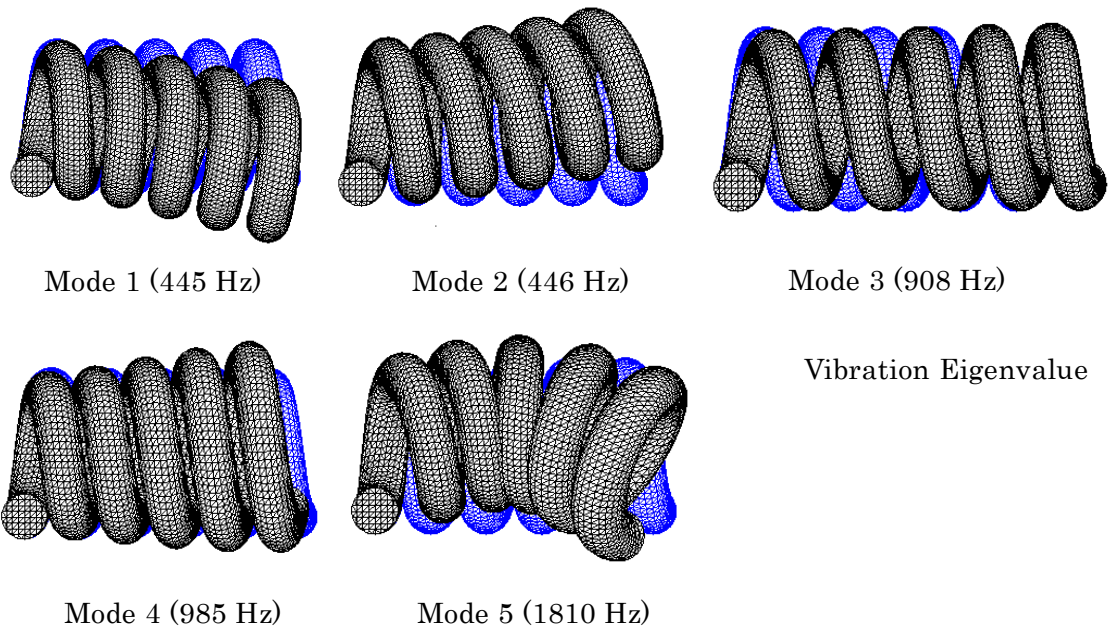 Mode 1 (445 Hz)
Mode 2 (446 Hz)
Mode 3 (908 Hz)
Vibration Eigenvalue
Mode 4 (985 Hz)
Mode 5 (1810 Hz)